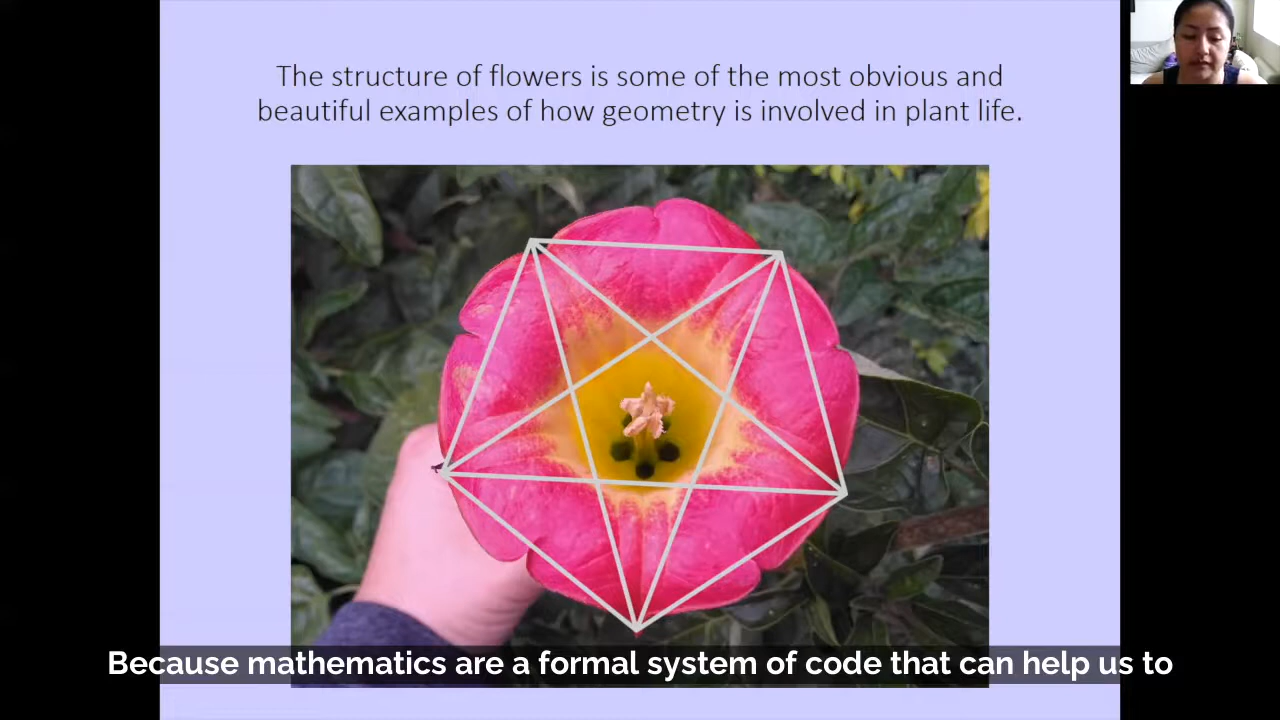 The structure of flowers is some of the most obvious and
beautiful examples of how geometry is involved in plant life.
Because mathematics are a formal system of code that can help us to